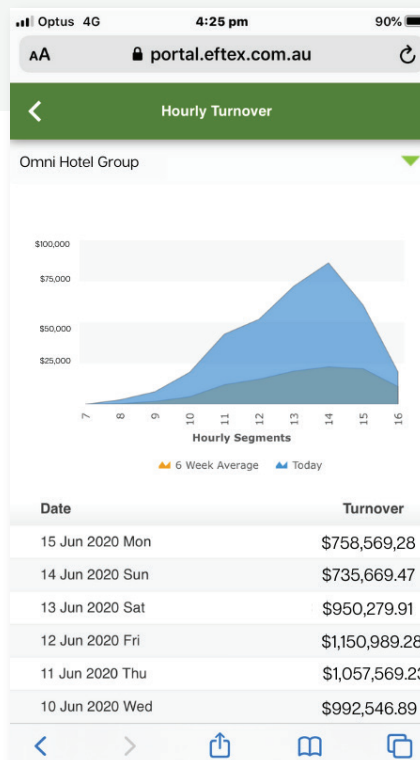 Optus 4G 4:25 pm 90%
AA portal.eftex.com.au
Hourly Turnover
Omni Hotel Group
$100,000
$75,000
$50,000
$25,000
7 8 9 10 11 12 13 14 15 16
Hourly Segments
6 Week Average Today
Date Turnover
15 Jun 2020 Mon $758,569,28
14 Jun 2020 Sun $735,669.47
13 Jun 2020 Sat $950,279.91
12 Jun 2020 Fri $1,150,989.28
11 Jun 2020 Thu $1,057,569.23
10 Jun 2020 Wed $992,546.89